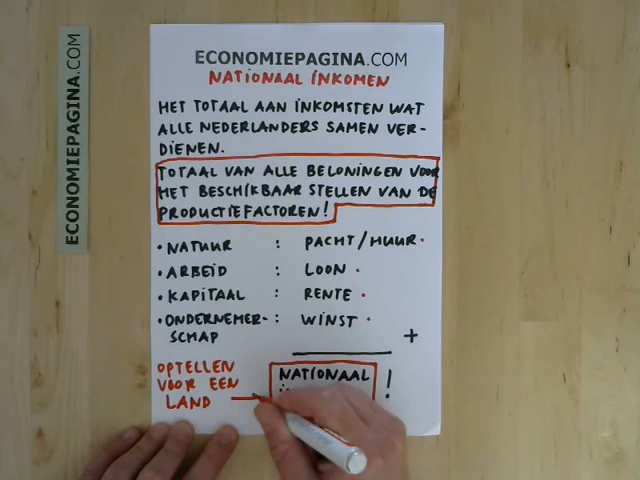 ECONOMIEPAGINA.COM
ECONOMIEPAGINA.COM
NATIONAAL INKOMEN
HET TOTAAL AAN INKOMSTEN WAT
ALLE NEDERLANDERS SAMEN VER-
DIENEN.
TOTAAL VAN ALLE BELONINGEN VOOR
HET BESCHIKBAAR STELLEN VAN DE
PRODUCTIEFACTOREN!
• NATUUR : PACHT/HUUR.
• ARBEID : LOON.
• KAPITAAL : RENTE.
• ONDERNEMER- : WINST.
SCHAP +
OPTELLEN
VOOR EEN
LAND
NATIONAAL !